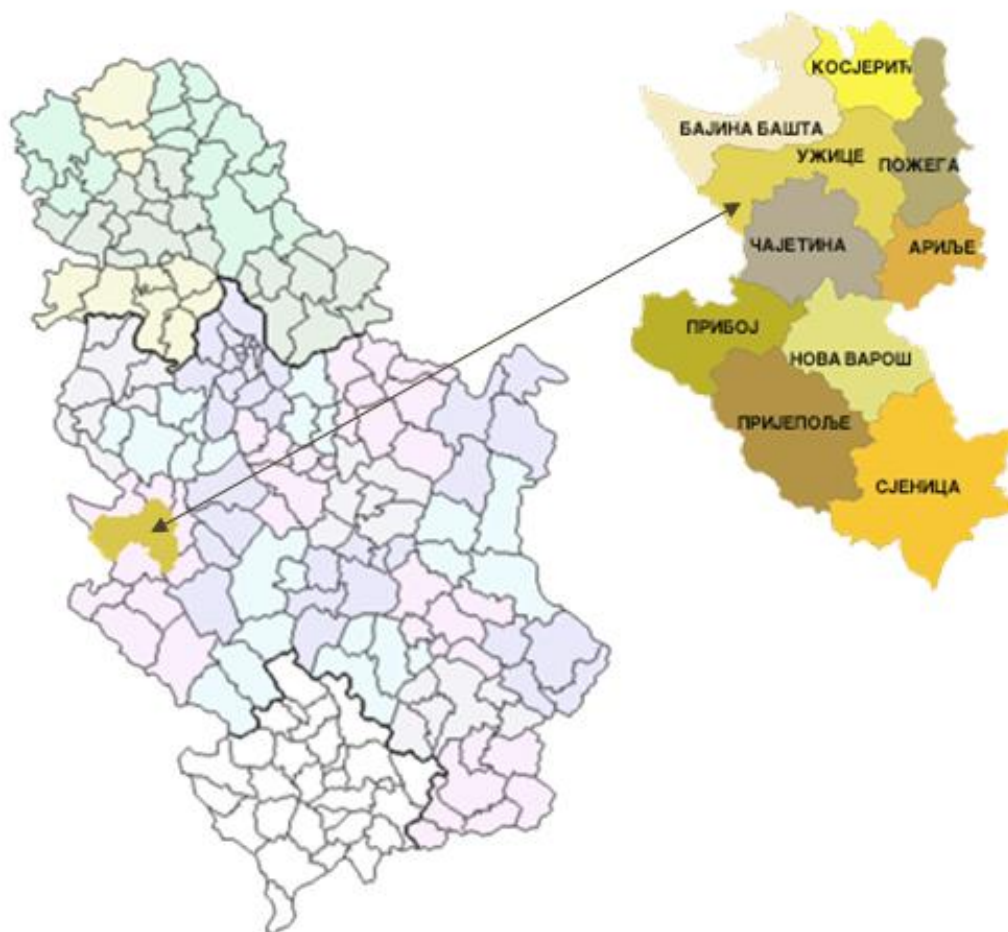 КОСЈЕРИЋ
БАЈИНА БАШТА
УЖИЦЕ
ПОЖЕГА
ЧАЈЕТИНА
АРИЉЕ
ПРИБОЈ
НОВА ВАРОШ
ПРИЈЕПОЉЕ
СЈЕНИЦА